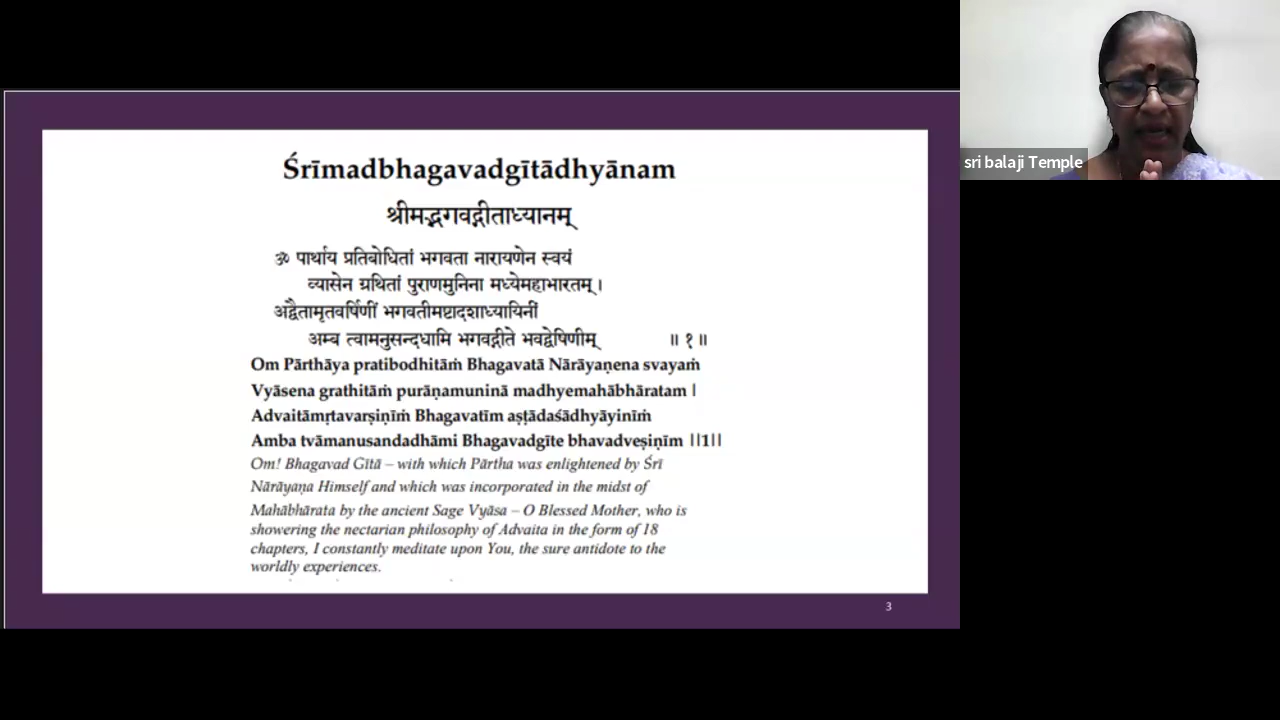 Śrīmadbhagavadgītādhyānam
श्रीमद्भगवद्गीताध्यानम्
ॐ पार्थाय प्रतिबोधितां भगवता नारायणेन स्वयं
व्यासेन ग्रथितां पुराणमुनिना मध्येमहाभारतम् ।
अद्वैतामृतवर्षिणीं भगवतीमष्टादशाध्यायिनीं
अम्ब त्वामनुसन्दधामि भगवद्गीते भवद्वेषिणीम् ॥ १ ॥
Om Pārthāya pratibodhitāṁ Bhagavatā Nārāyaṇena svayaṁ
Vyāsena grathitāṁ purāṇamuninā madhyemahābhāratam |
Advaitāmṛtavarṣiṇīṁ Bhagavatīm aṣṭādaśādhyāyinīṁ
Amba tvāmanusandadhāmi Bhagavadgīte bhavadveṣiṇīm ||1||
Om! Bhagavad Gītā – with which Pārtha was enlightened by Śrī
Nārāyaṇa Himself and which was incorporated in the midst of
Mahābhārata by the ancient Sage Vyāsa – O Blessed Mother, who is
showering the nectarian philosophy of Advaita in the form of 18
chapters, I constantly meditate upon You, the sure antidote to the
worldly experiences.
3
sri balaji Temple